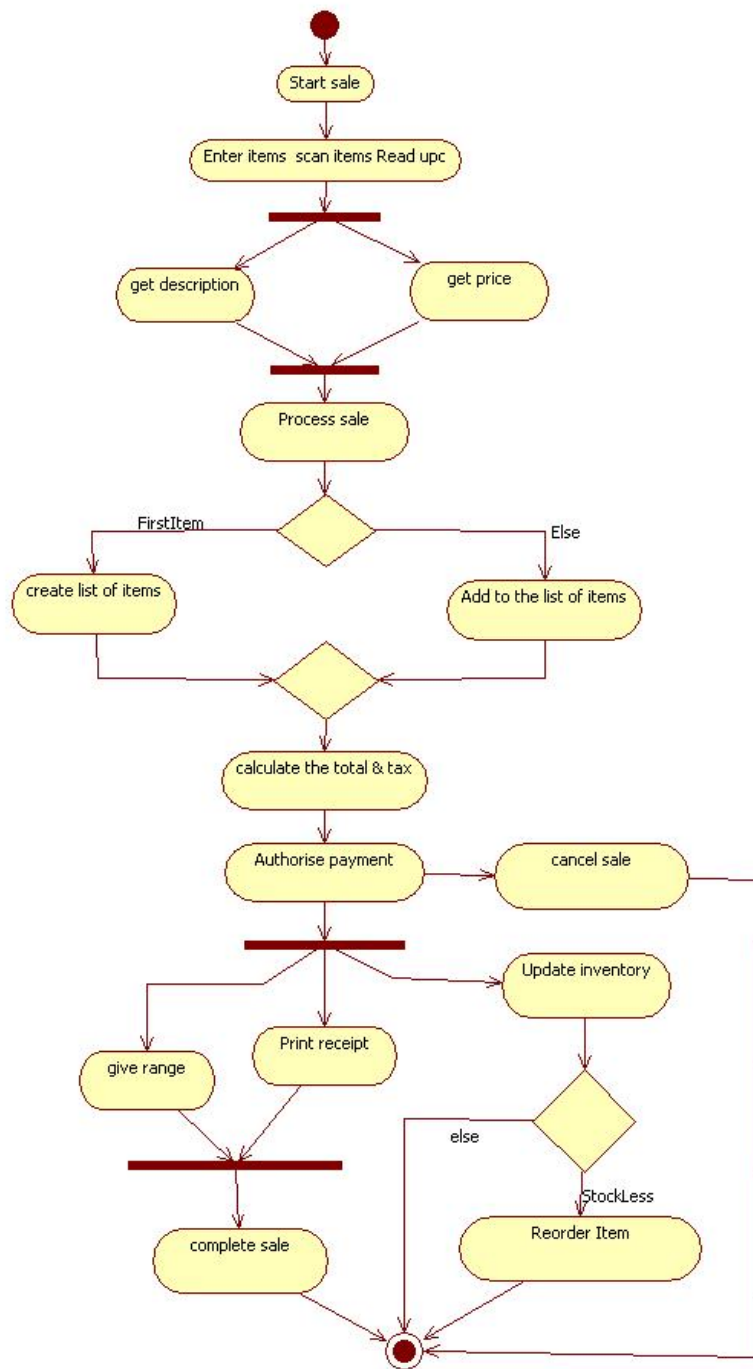 Start sale
Enter items  scan items Read upc
get description
get price
Process sale
FirstItem
Else
create list of items
Add to the list of items
calculate the total & tax
Authorise payment
cancel sale
Update inventory
Print receipt
give range
else
StockLess
complete sale
Reorder Item